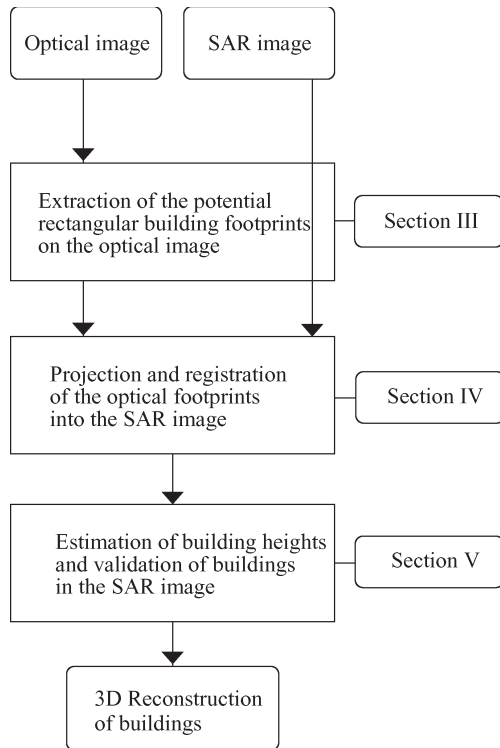 Optical image
SAR image
Extraction of the potential
rectangular building footprints
on the optical image
Section III
Projection and registration
of the optical footprints
into the SAR image
Section IV
Estimation of building heights
and validation of buildings
in the SAR image
Section V
3D Reconstruction
of buildings